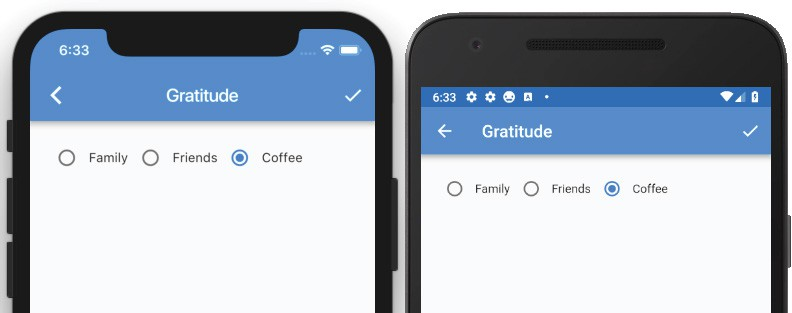 6:33
Gratitude
Family Friends Coffee
6:33 A
Gratitude
Family Friends Coffee